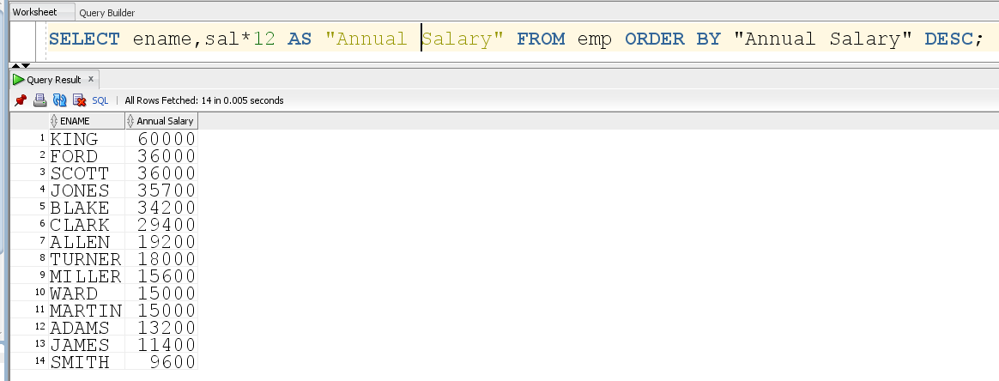 Worksheet Query Builder
SELECT ename,sal*12 AS "Annual Salary" FROM emp ORDER BY "Annual Salary" DESC;
Query Result x
SQL | All Rows Fetched: 14 in 0.005 seconds
ENAME Annual Salary
1 KING 60000
2 FORD 36000
3 SCOTT 36000
4 JONES 35700
5 BLAKE 34200
6 CLARK 29400
7 ALLEN 19200
8 TURNER 18000
9 MILLER 15600
10 WARD 15000
11 MARTIN 15000
12 ADAMS 13200
13 JAMES 11400
14 SMITH 9600